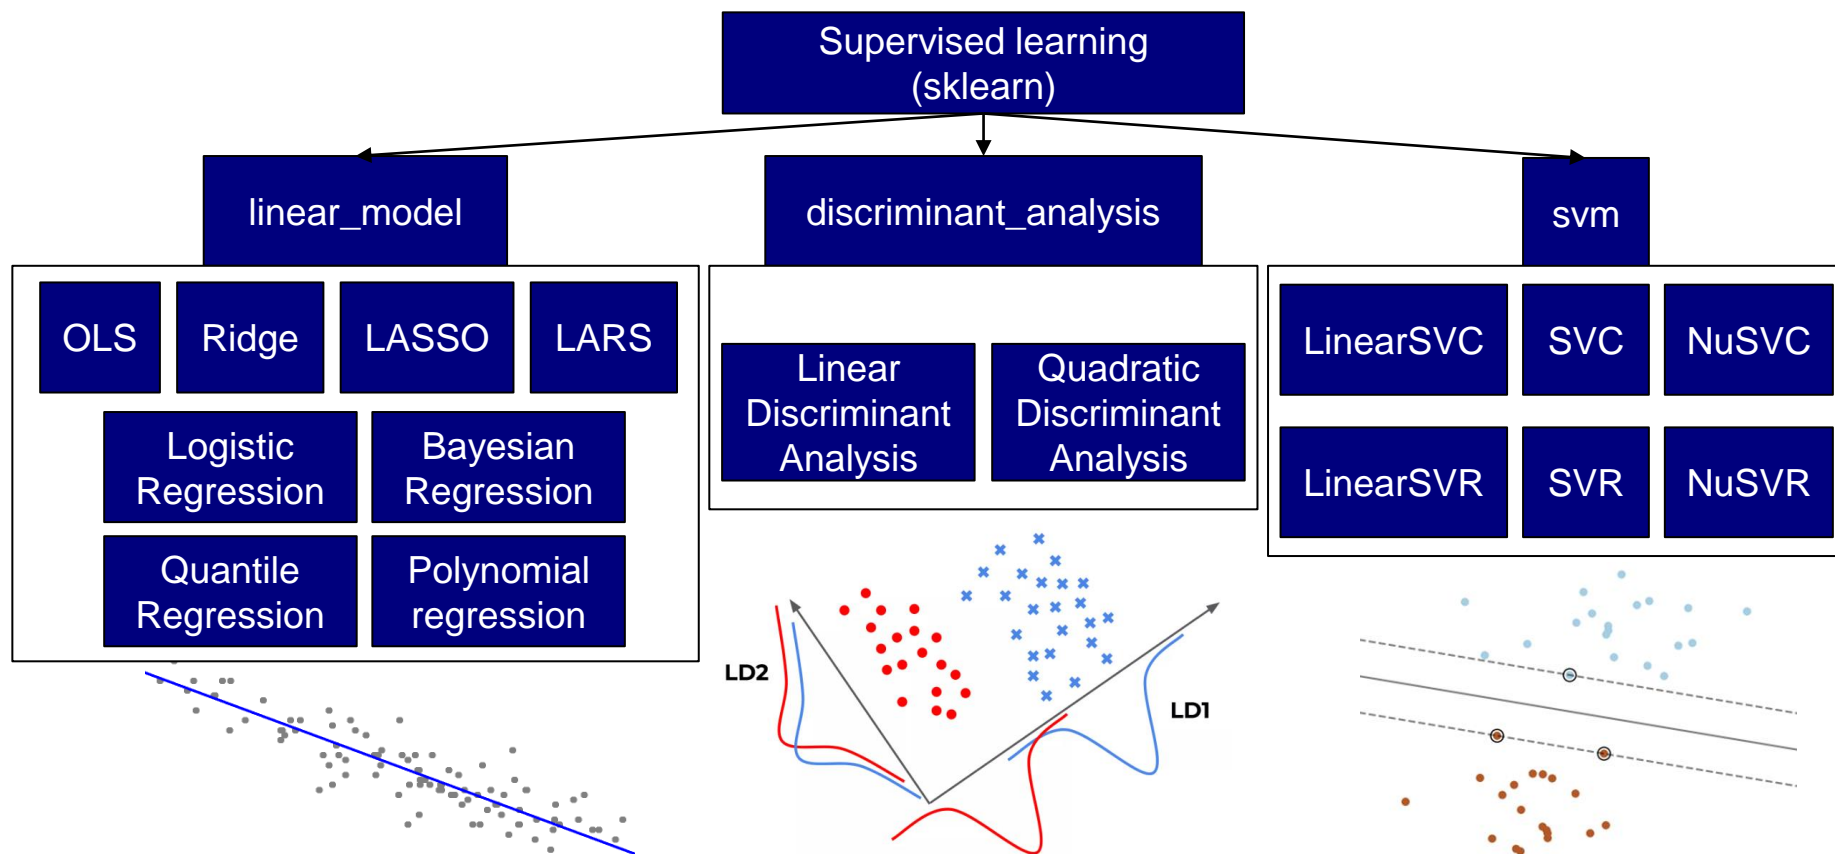 Supervised learning
(sklearn)
linear_model
discriminant_analysis
svm
OLS
Ridge
LASSO
LARS
Logistic
Regression
Bayesian
Regression
Quantile
Regression
Polynomial
regression
Linear
Discriminant
Analysis
Quadratic
Discriminant
Analysis
LinearSVC
SVC
NuSVC
LinearSVR
SVR
NuSVR
LD2
LD1